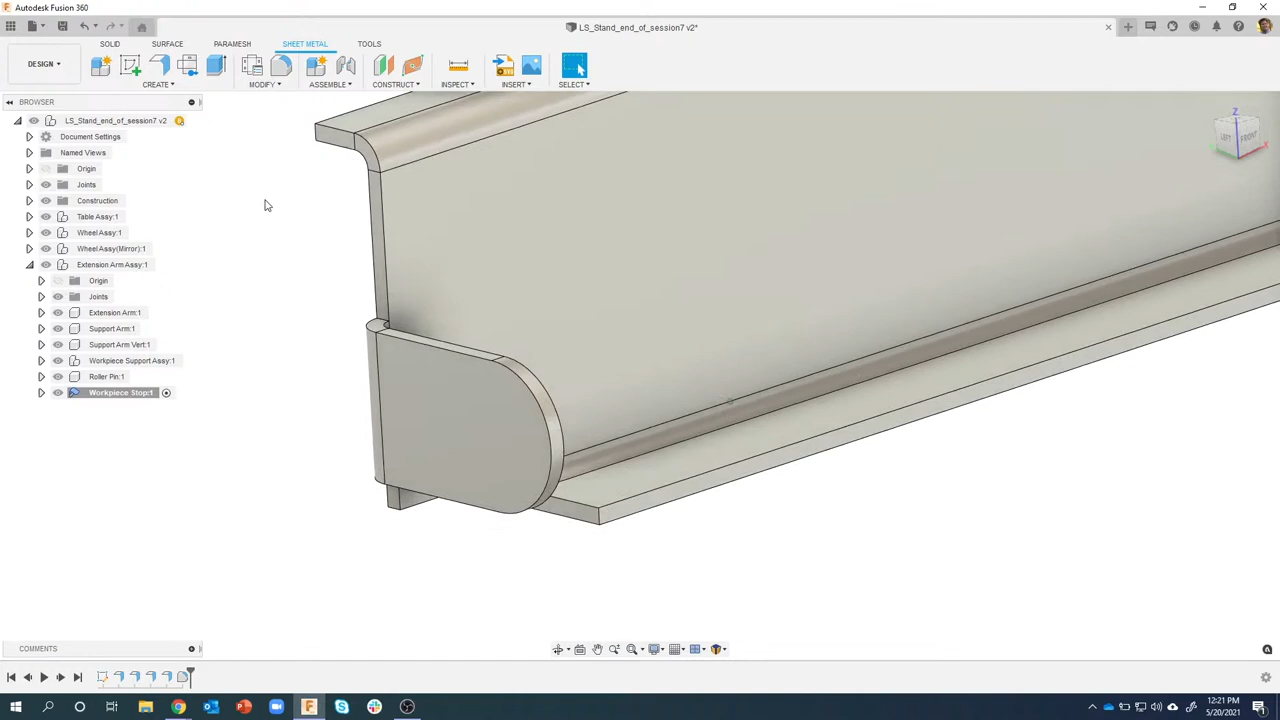 Autodesk Fusion 360
LS_Stand_end_of_session7 v2*
SOLID SURFACE PARAMESH SHEET METAL TOOLS
DESIGN
CREATE MODIFY ASSEMBLE CONSTRUCT INSPECT INSERT SELECT
BROWSER
LS_Stand_end_of_session7 v2
Document Settings
Named Views
Origin
Joints
Construction
Table Assy:1
Wheel Assy:1
Wheel Assy(Mirror):1
Extension Arm Assy:1
Origin
Joints
Extension Arm:1
Support Arm:1
Support Arm Vert:1
Workpiece Support Assy:1
Roller Pin:1
Workpiece Stop:1
Z
LEFT FRONT
X
COMMENTS
12:21 PM
5/20/2021